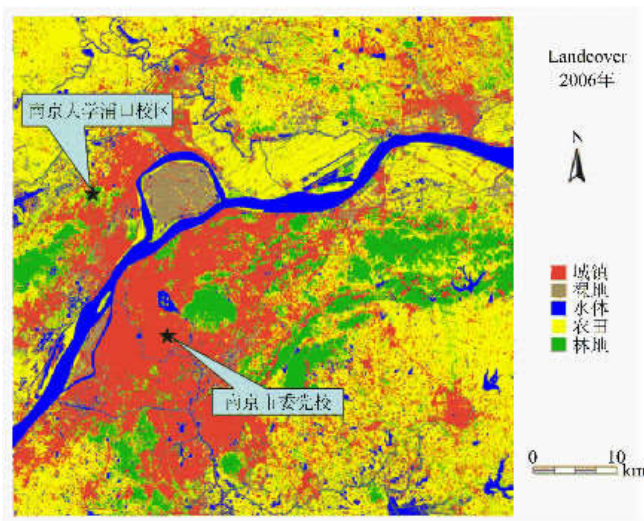 Landcover
2006年
南京大学浦口校区
N
城镇
裸地
水体
农田
林地
南京市委党校
0 10
km